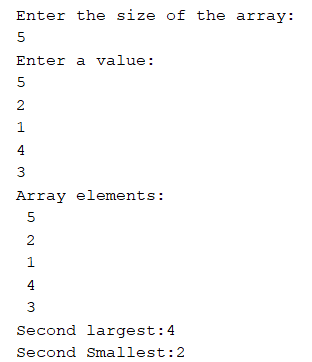 Enter the size of the array:
5
Enter a value:
5
2
1
4
3
Array elements:
5
2
1
4
3
Second largest:4
Second Smallest:2